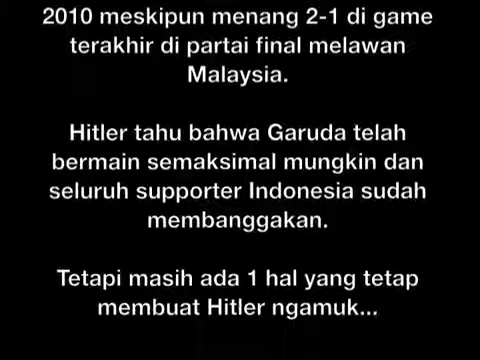 2010 meskipun menang 2-1 di game
terakhir di partai final melawan
Malaysia.
Hitler tahu bahwa Garuda telah
bermain semaksimal mungkin dan
seluruh supporter Indonesia sudah
membanggakan.
Tetapi masih ada 1 hal yang tetap
membuat Hitler ngamuk...